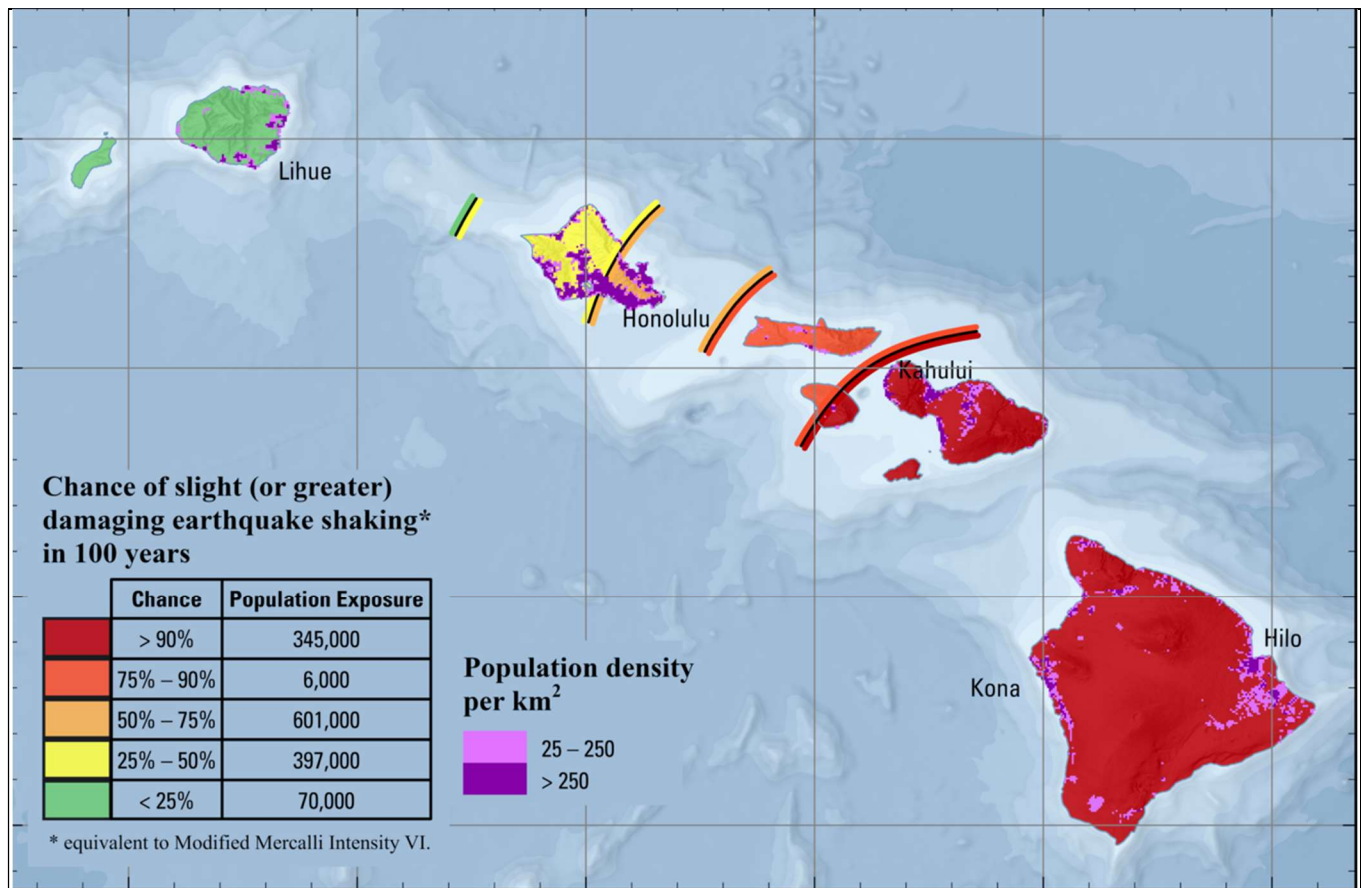 Lihue
Honolulu
Kahului
Hilo
Kona
Chance of slight (or greater)
damaging earthquake shaking*
in 100 years
Chance Population Exposure
> 90% 345,000
75% – 90% 6,000
50% – 75% 601,000
25% – 50% 397,000
< 25% 70,000
* equivalent to Modified Mercalli Intensity VI.
Population density
per km²
25 – 250
> 250